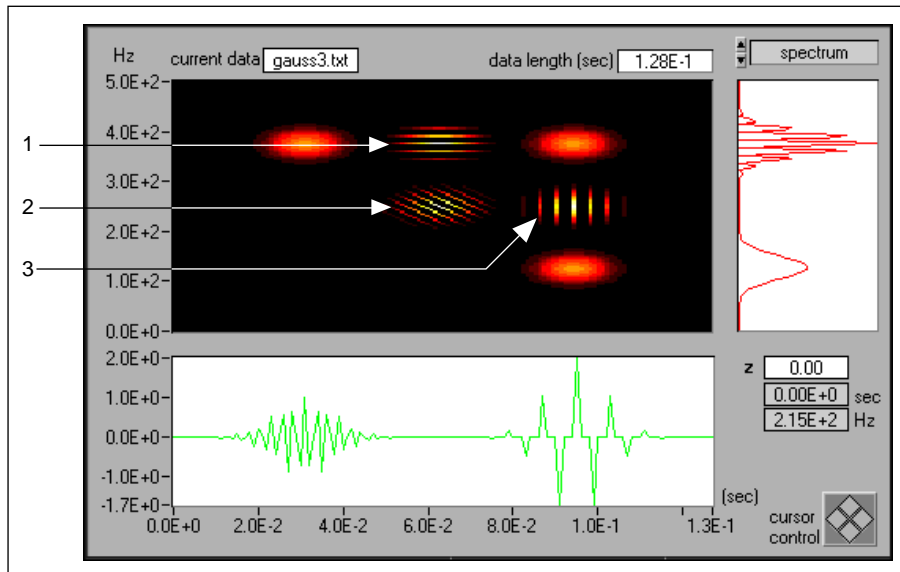 Hz
current data gauss3.txt
data length (sec) 1.28E-1
spectrum
5.0E+2
4.0E+2
3.0E+2
2.0E+2
1.0E+2
0.0E+0
1
2
3
2.0E+0
1.0E+0
0.0E+0
-1.0E+0
-1.7E+0
0.0E+0 2.0E-2 4.0E-2 6.0E-2 8.0E-2 1.0E-1 1.3E-1
(sec)
z 0.00
0.00E+0 sec
2.15E+2 Hz
cursor
control